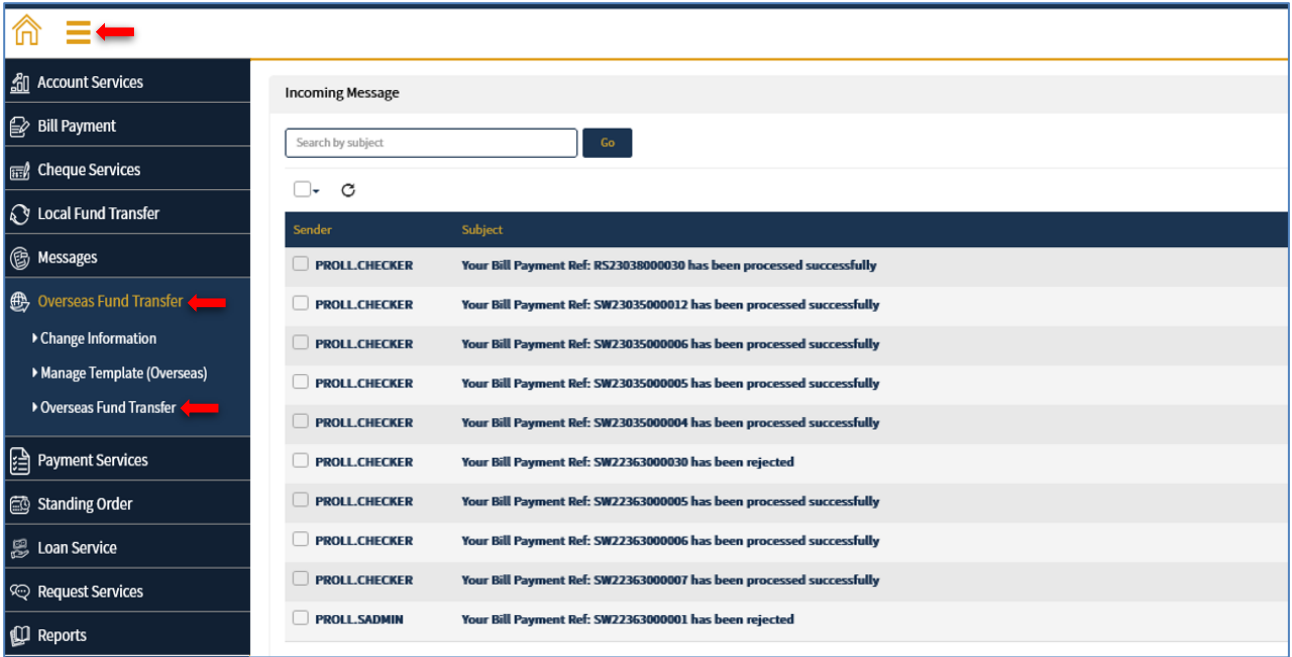 Account Services
Bill Payment
Cheque Services
Local Fund Transfer
Messages
Overseas Fund Transfer
Change Information
Manage Template (Overseas)
Overseas Fund Transfer
Payment Services
Standing Order
Loan Service
Request Services
Reports
Incoming Message
Search by subject Go
Sender Subject
PROLL.CHECKER Your Bill Payment Ref: RS23038000030 has been processed successfully
PROLL.CHECKER Your Bill Payment Ref: SW23035000012 has been processed successfully
PROLL.CHECKER Your Bill Payment Ref: SW23035000006 has been processed successfully
PROLL.CHECKER Your Bill Payment Ref: SW23035000005 has been processed successfully
PROLL.CHECKER Your Bill Payment Ref: SW23035000004 has been processed successfully
PROLL.CHECKER Your Bill Payment Ref: SW22363000030 has been rejected
PROLL.CHECKER Your Bill Payment Ref: SW22363000005 has been processed successfully
PROLL.CHECKER Your Bill Payment Ref: SW22363000006 has been processed successfully
PROLL.CHECKER Your Bill Payment Ref: SW22363000007 has been processed successfully
PROLL.SADMIN Your Bill Payment Ref: SW22363000001 has been rejected